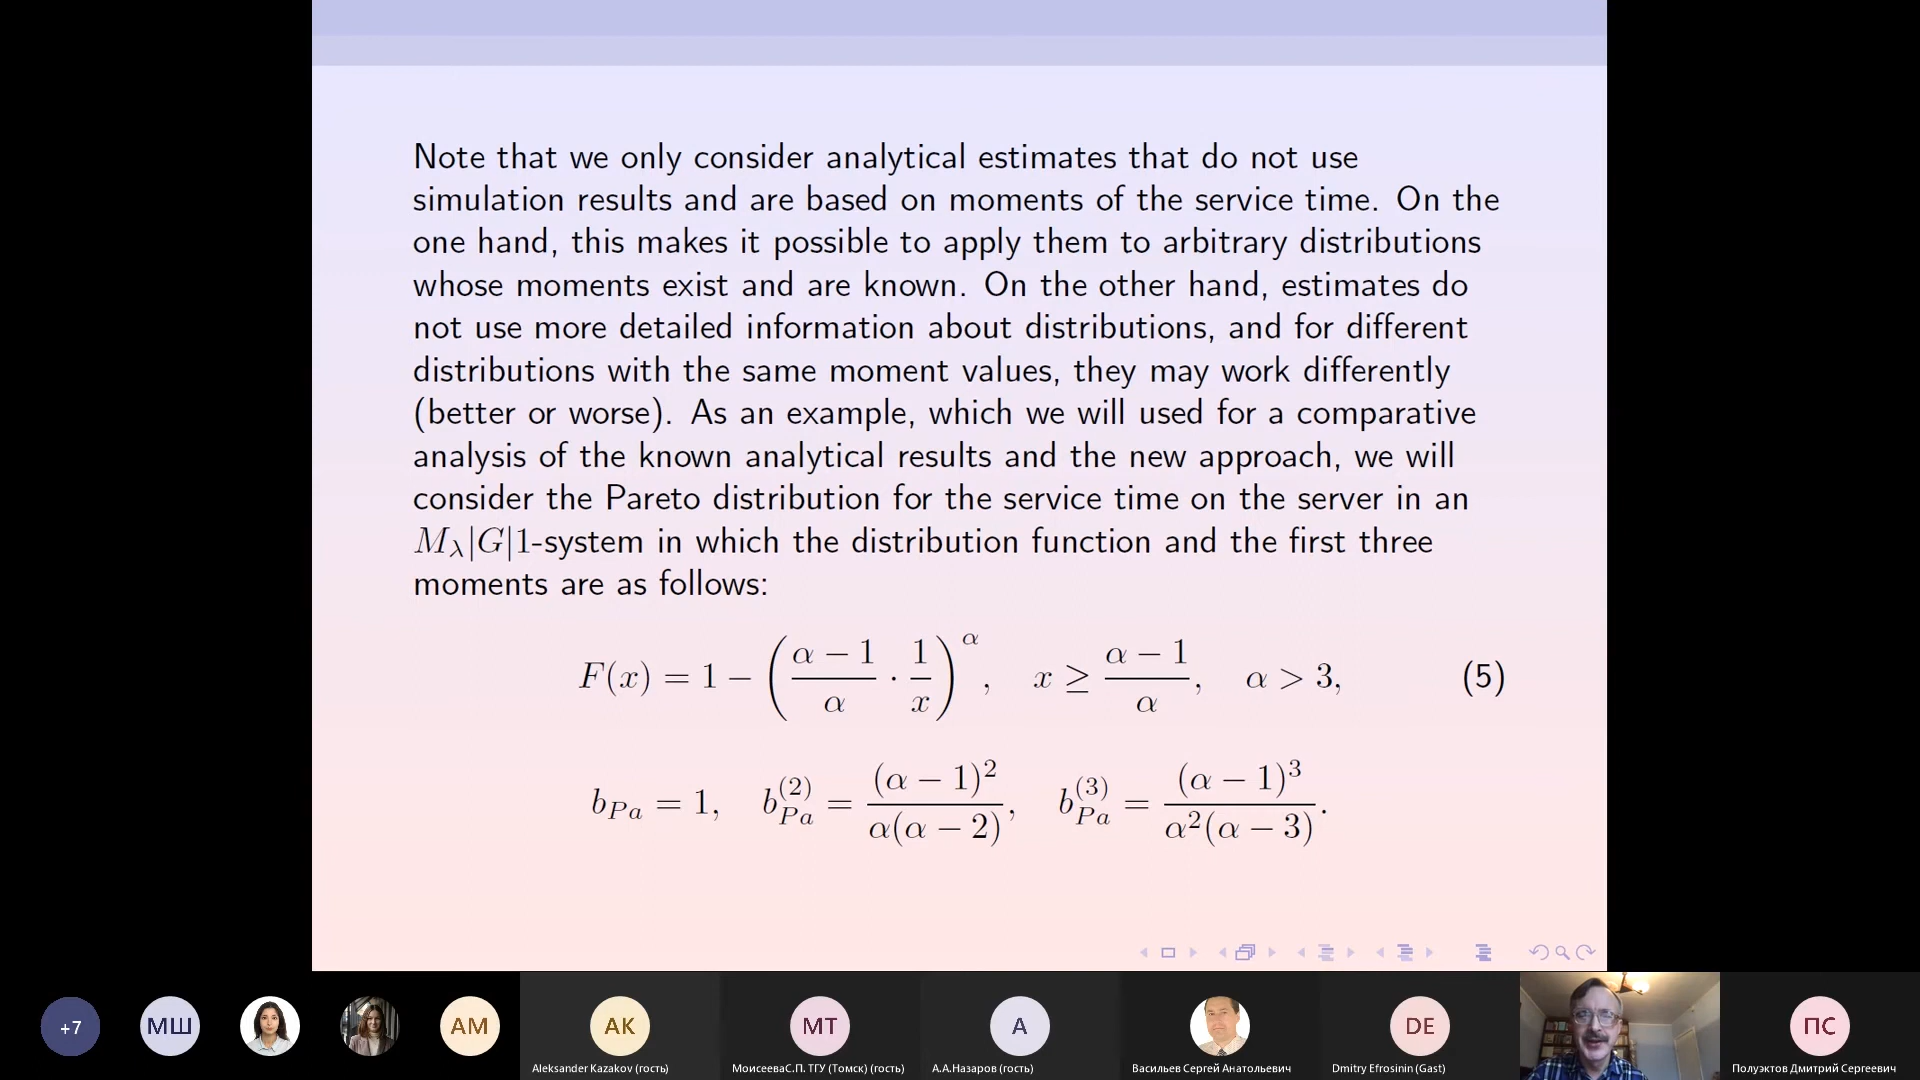 Note that we only consider analytical estimates that do not use
simulation results and are based on moments of the service time. On the
one hand, this makes it possible to apply them to arbitrary distributions
whose moments exist and are known. On the other hand, estimates do
not use more detailed information about distributions, and for different
distributions with the same moment values, they may work differently
(better or worse). As an example, which we will used for a comparative
analysis of the known analytical results and the new approach, we will
consider the Pareto distribution for the service time on the server in an
M_λ|G|1-system in which the distribution function and the first three
moments are as follows:
F(x) = 1 − ((α − 1)/α · 1/x)^α, x ≥ (α − 1)/α, α > 3, (5)
b_{Pa} = 1, b_{Pa}^{(2)} = (α − 1)^2/(α(α − 2)), b_{Pa}^{(3)} = (α − 1)^3/(α^2(α − 3)).
+7 МШ АМ АК МТ А DE ПС
Aleksander Kazakov (гость) МоисееваС.П. ТГУ (Томск) (гость) А.А.Назаров (гость) Васильев Сергей Анатольевич Dmitry Efrosinin (Gast) Полуэктов Дмитрий Сергеевич